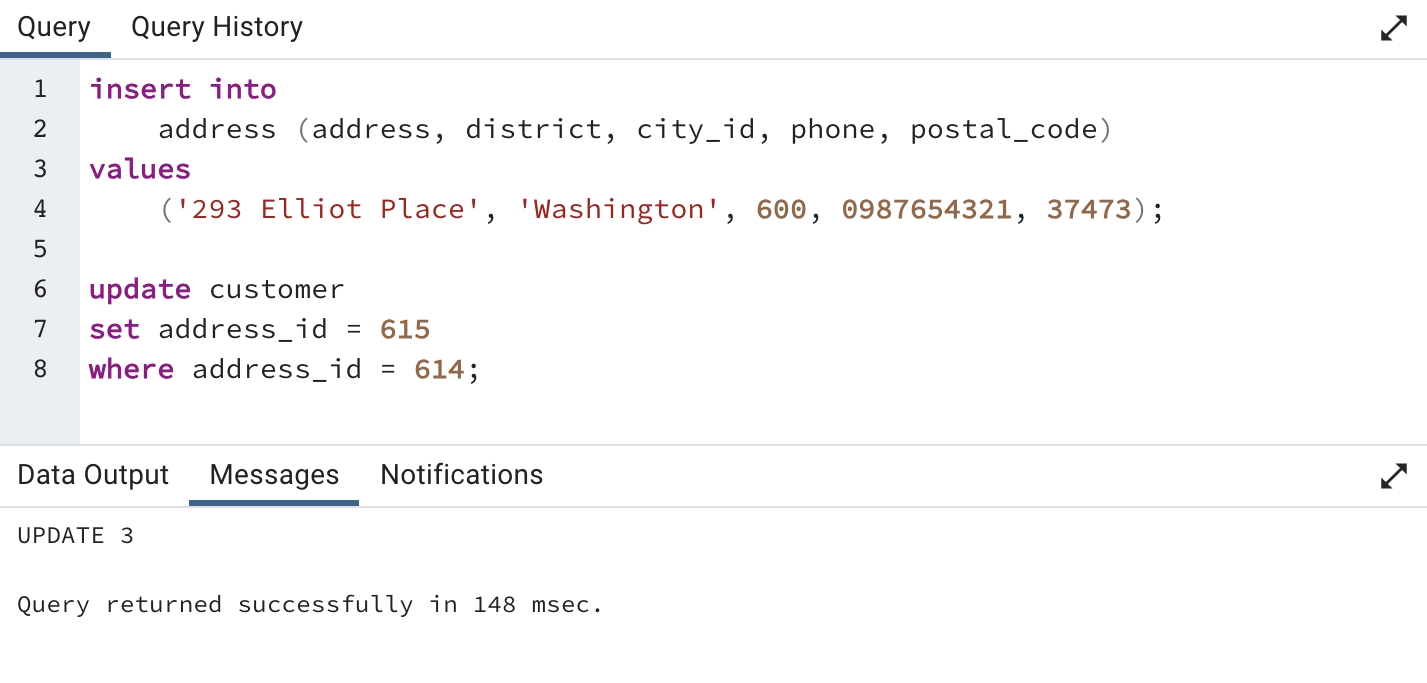 Query Query History
1 insert into
2 address (address, district, city_id, phone, postal_code)
3 values
4 ('293 Elliot Place', 'Washington', 600, 0987654321, 37473);
5
6 update customer
7 set address_id = 615
8 where address_id = 614;
Data Output Messages Notifications
UPDATE 3
Query returned successfully in 148 msec.